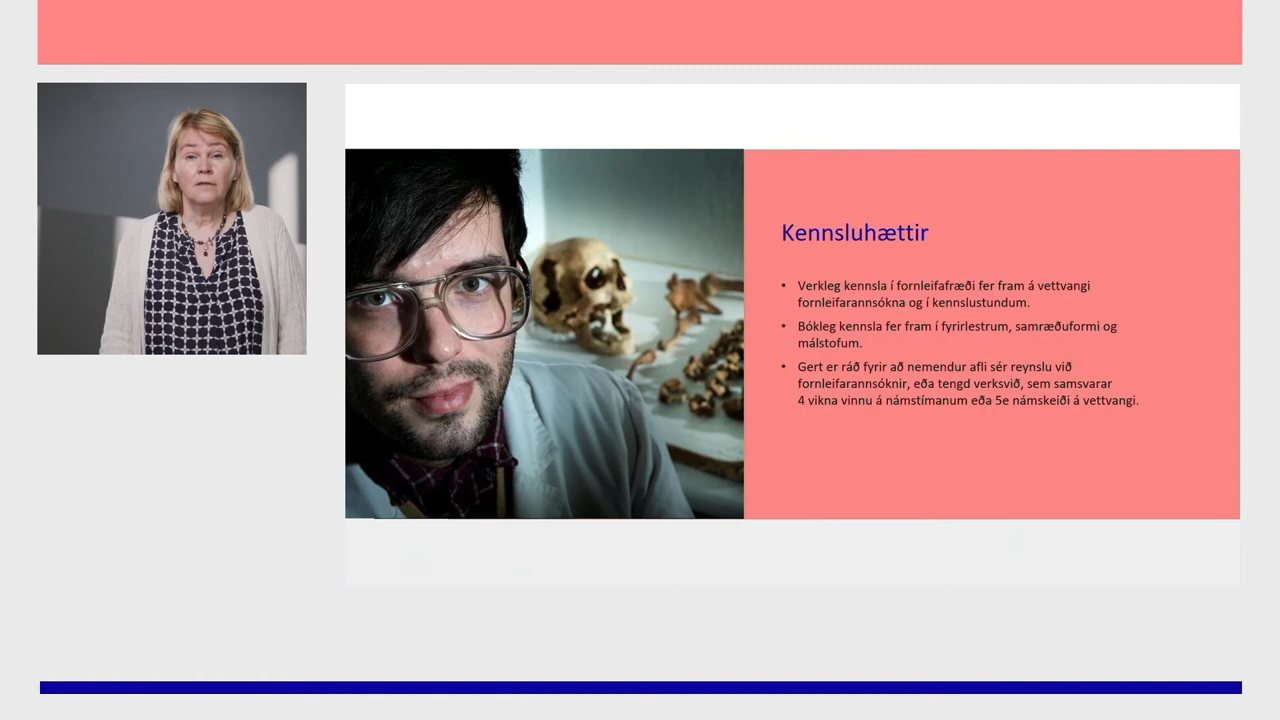 Kennsluhættir
• Verkleg kennsla í fornleifafræði fer fram á vettvangi
fornleifarannsókna og í kennslustundum.
• Bókleg kennsla fer fram í fyrirlestrum, samræðuformi og
málstofum.
• Gert er ráð fyrir að nemendur afli sér reynslu við
fornleifarannsóknir, eða tengd verksvið, sem samsvarar
4 vikna vinnu á námstímanum eða 5e námskeiði á vettvangi.